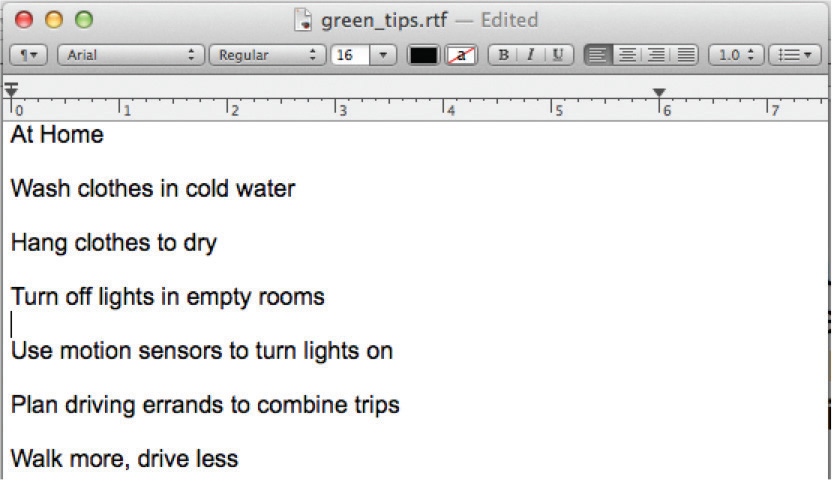 green_tips.rtf — Edited
¶ Arial Regular 16 a B I U 1.0
0 1 2 3 4 5 6 7
At Home
Wash clothes in cold water
Hang clothes to dry
Turn off lights in empty rooms
Use motion sensors to turn lights on
Plan driving errands to combine trips
Walk more, drive less